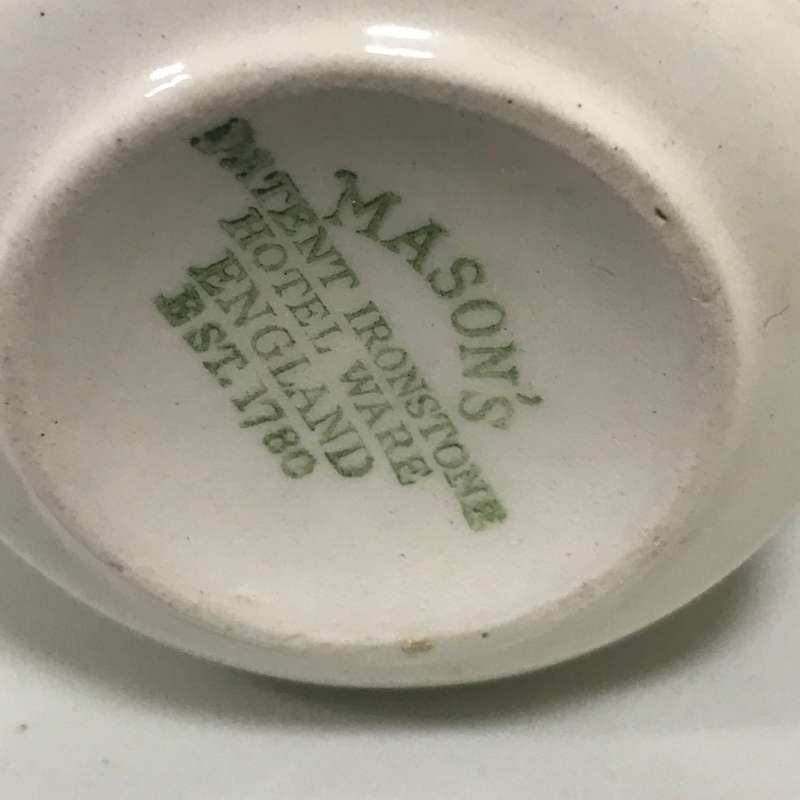 MASON'S
PATENT IRONSTONE
HOTEL WARE
ENGLAND
EST. 1780